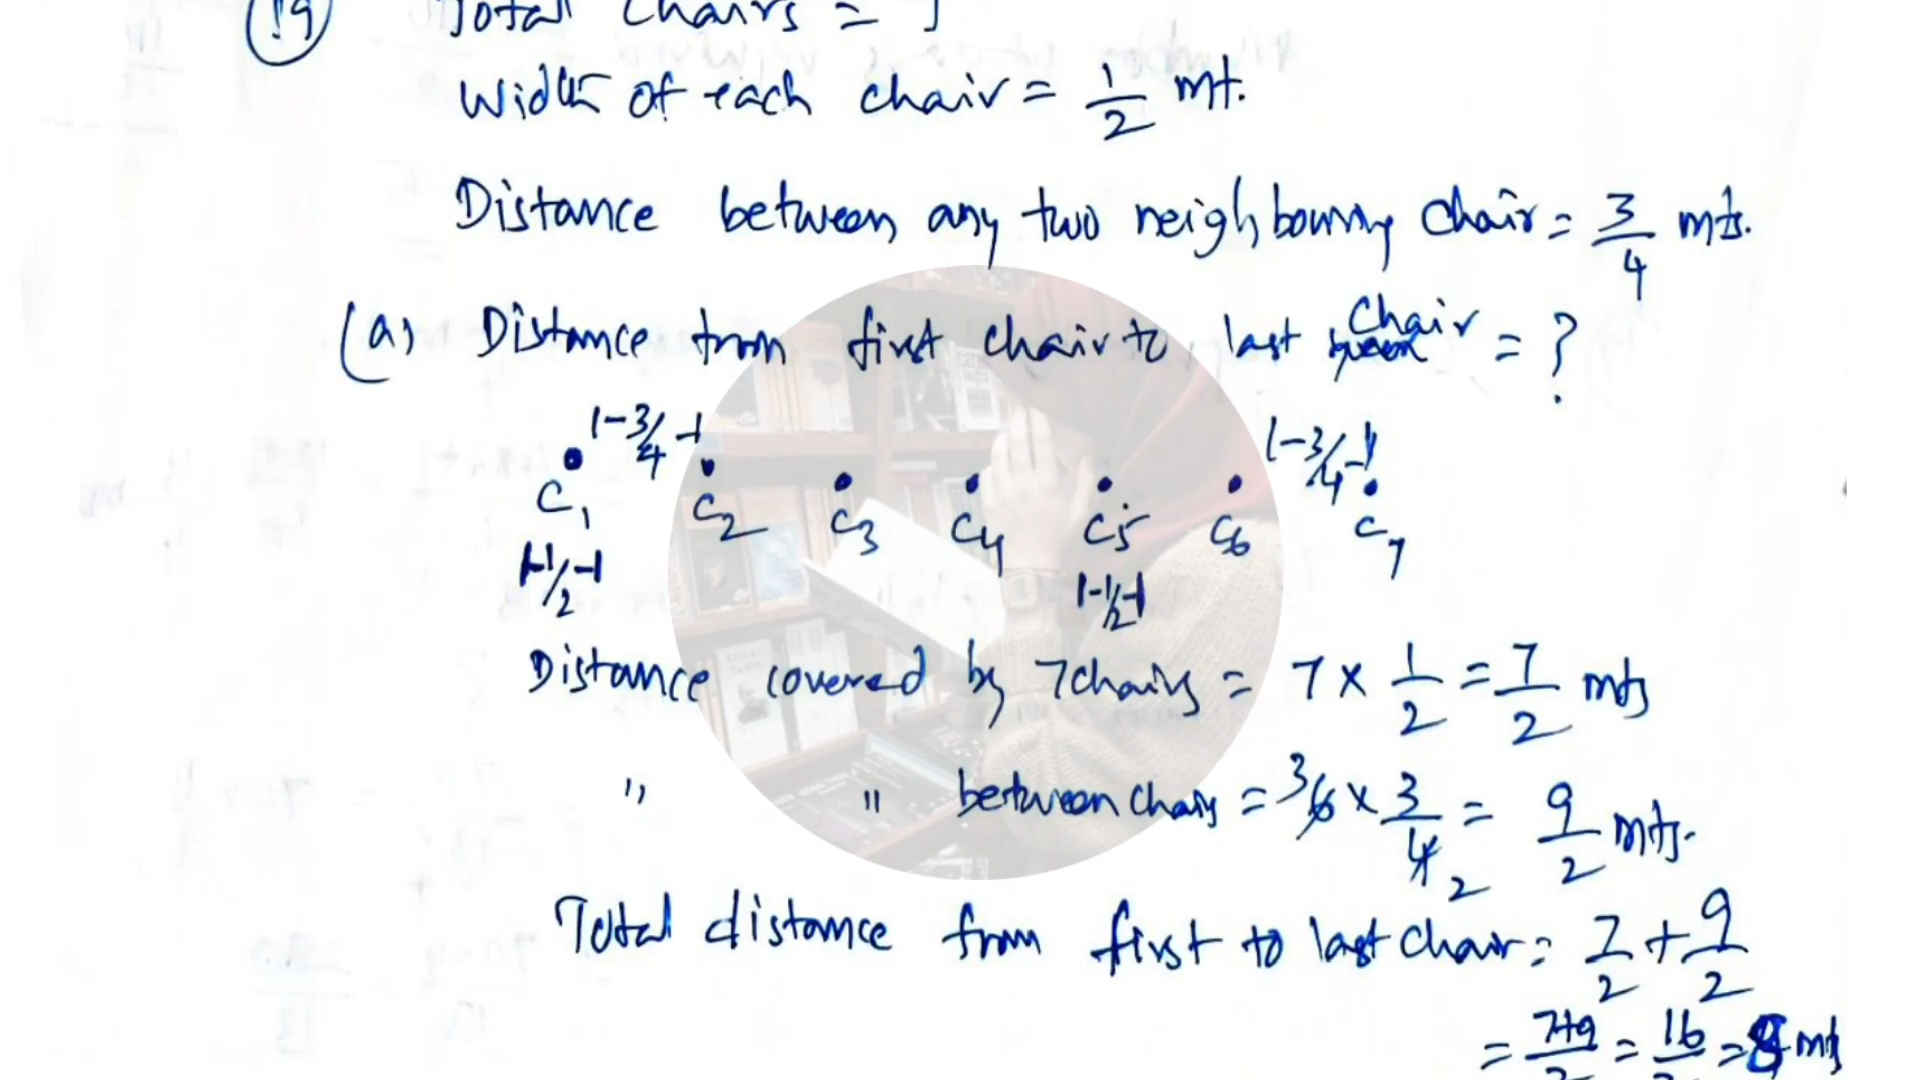 (19) Total chairs = 7
Width of each chair = 1/2 mt.
Distance between any two neighbouring chair = 3/4 mts.
(a) Distance from first chair to last chair = ?
|-3/4-| |-3/4-|
C1 C2 C3 C4 C5 C6 C7
|-1/2-| |-1/2-|
Distance covered by 7 chairs = 7 × 1/2 = 7/2 mts
" " between chairs = 3 6 × 3/4 2 = 9/2 mts.
Total distance from first to last chair = 7/2 + 9/2
= 7+9/2 = 16/2 = 8 mts